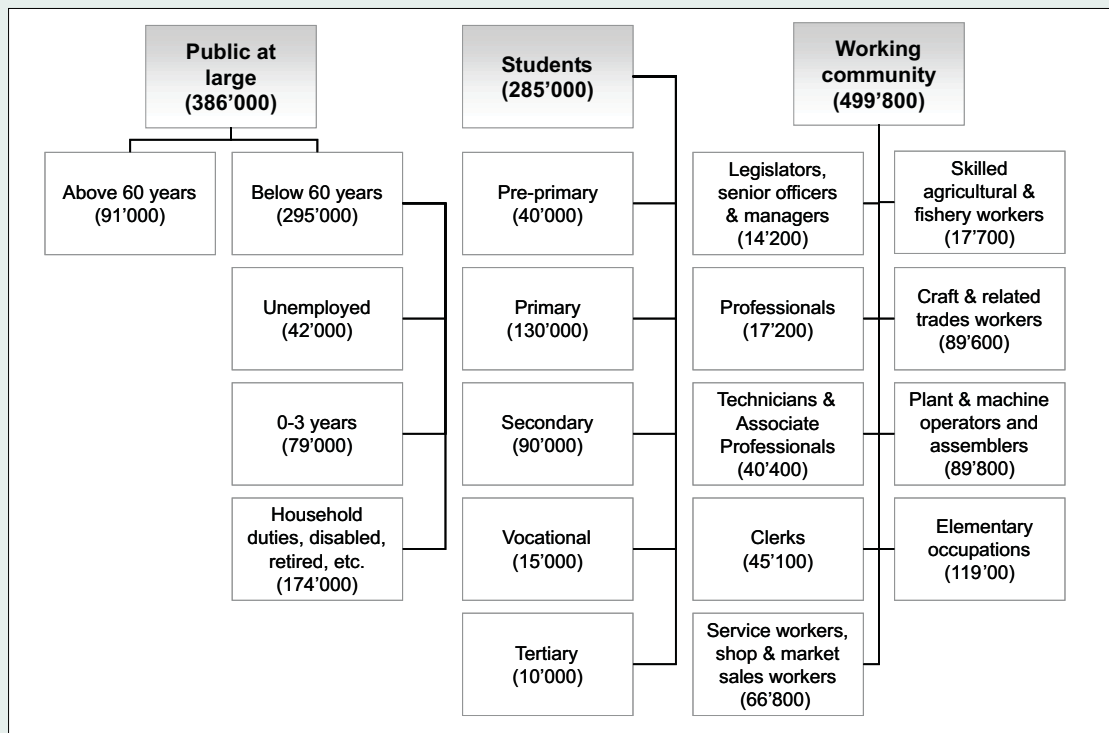 Public at
large
(386’000)
Above 60 years
(91’000)
Below 60 years
(295’000)
Unemployed
(42’000)
0-3 years
(79’000)
Household
duties, disabled,
retired, etc.
(174’000)
Students
(285’000)
Pre-primary
(40’000)
Primary
(130’000)
Secondary
(90’000)
Vocational
(15’000)
Tertiary
(10’000)
Working
community
(499’800)
Legislators,
senior officers
& managers
(14’200)
Professionals
(17’200)
Technicians &
Associate
Professionals
(40’400)
Clerks
(45’100)
Service workers,
shop & market
sales workers
(66’800)
Skilled
agricultural &
fishery workers
(17’700)
Craft & related
trades workers
(89’600)
Plant & machine
operators and
assemblers
(89’800)
Elementary
occupations
(119’00)